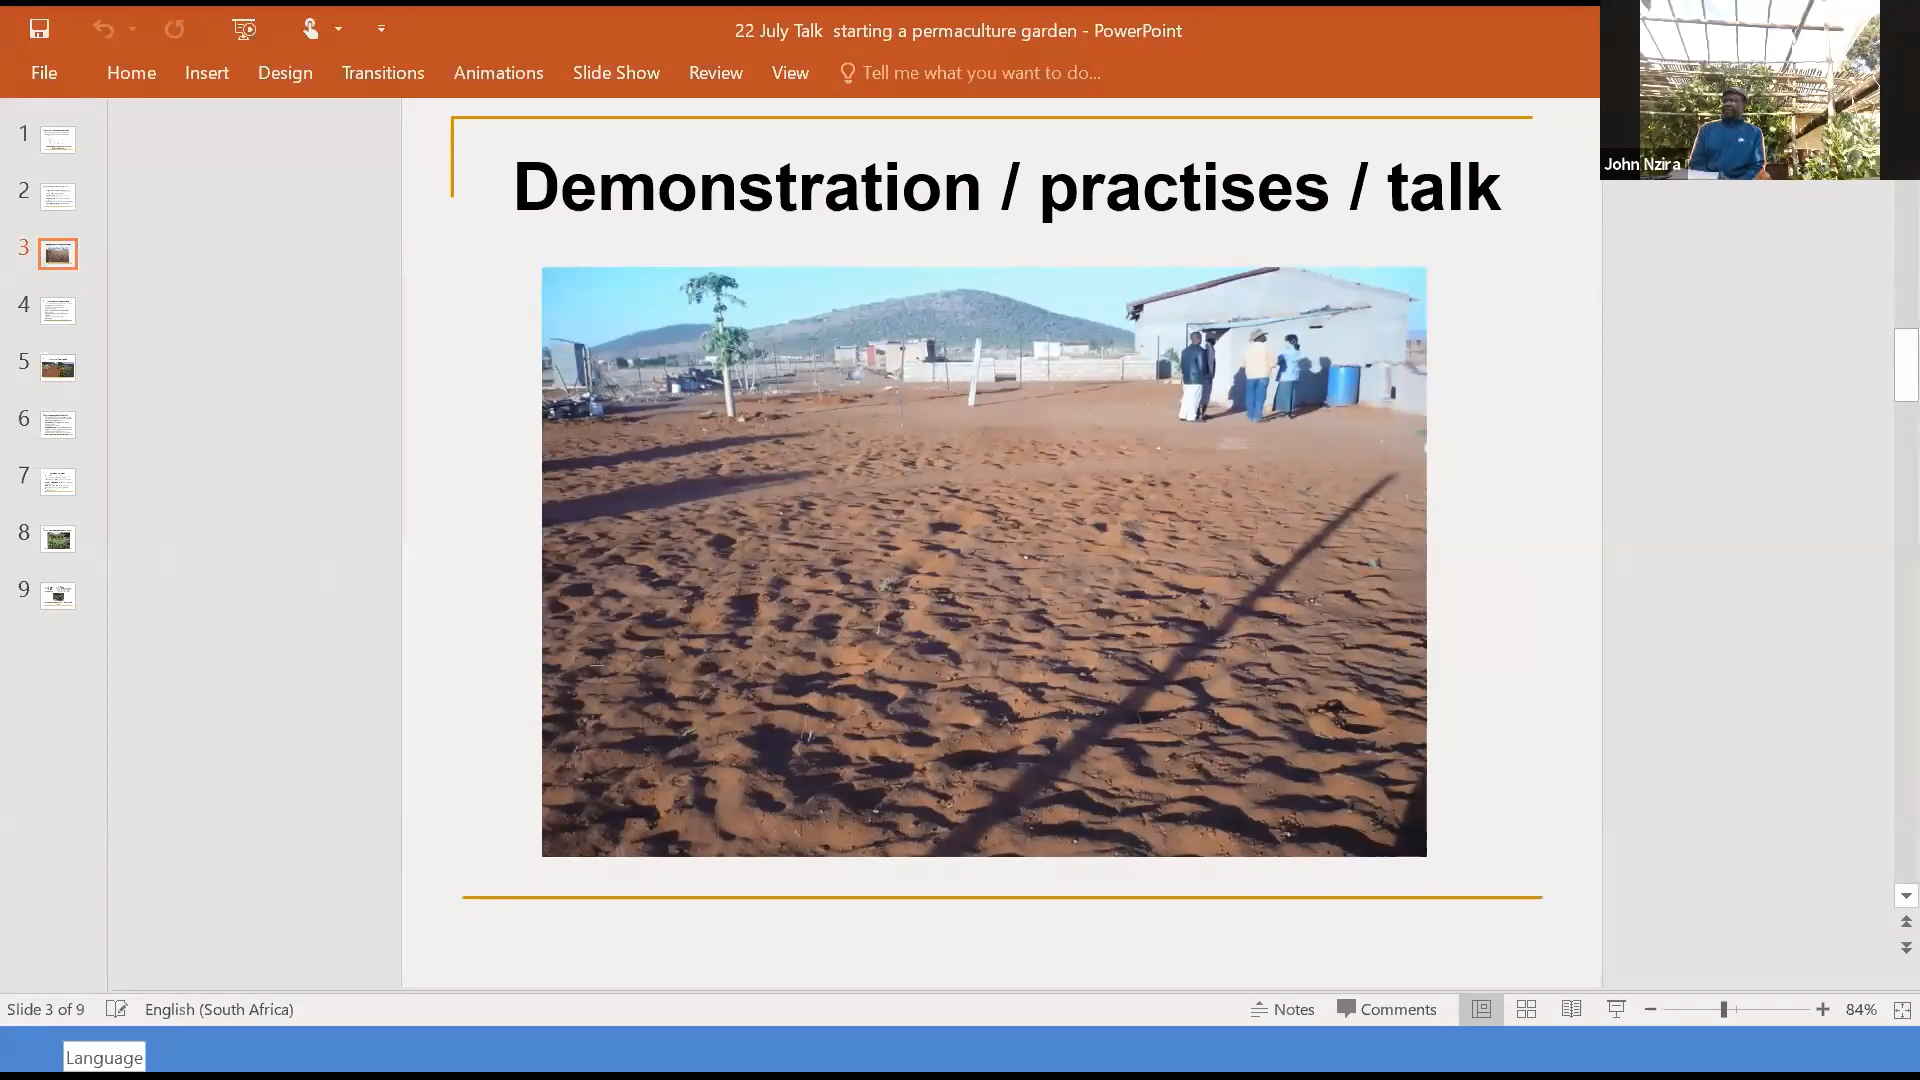 22 July Talk  starting a permaculture garden - PowerPoint
File Home Insert Design Transitions Animations Slide Show Review View Tell me what you want to do...
John Nzira
1
2
3
4
5
6
7
8
9
Demonstration / practises / talk
Slide 3 of 9 English (South Africa) Notes Comments 84%
Language